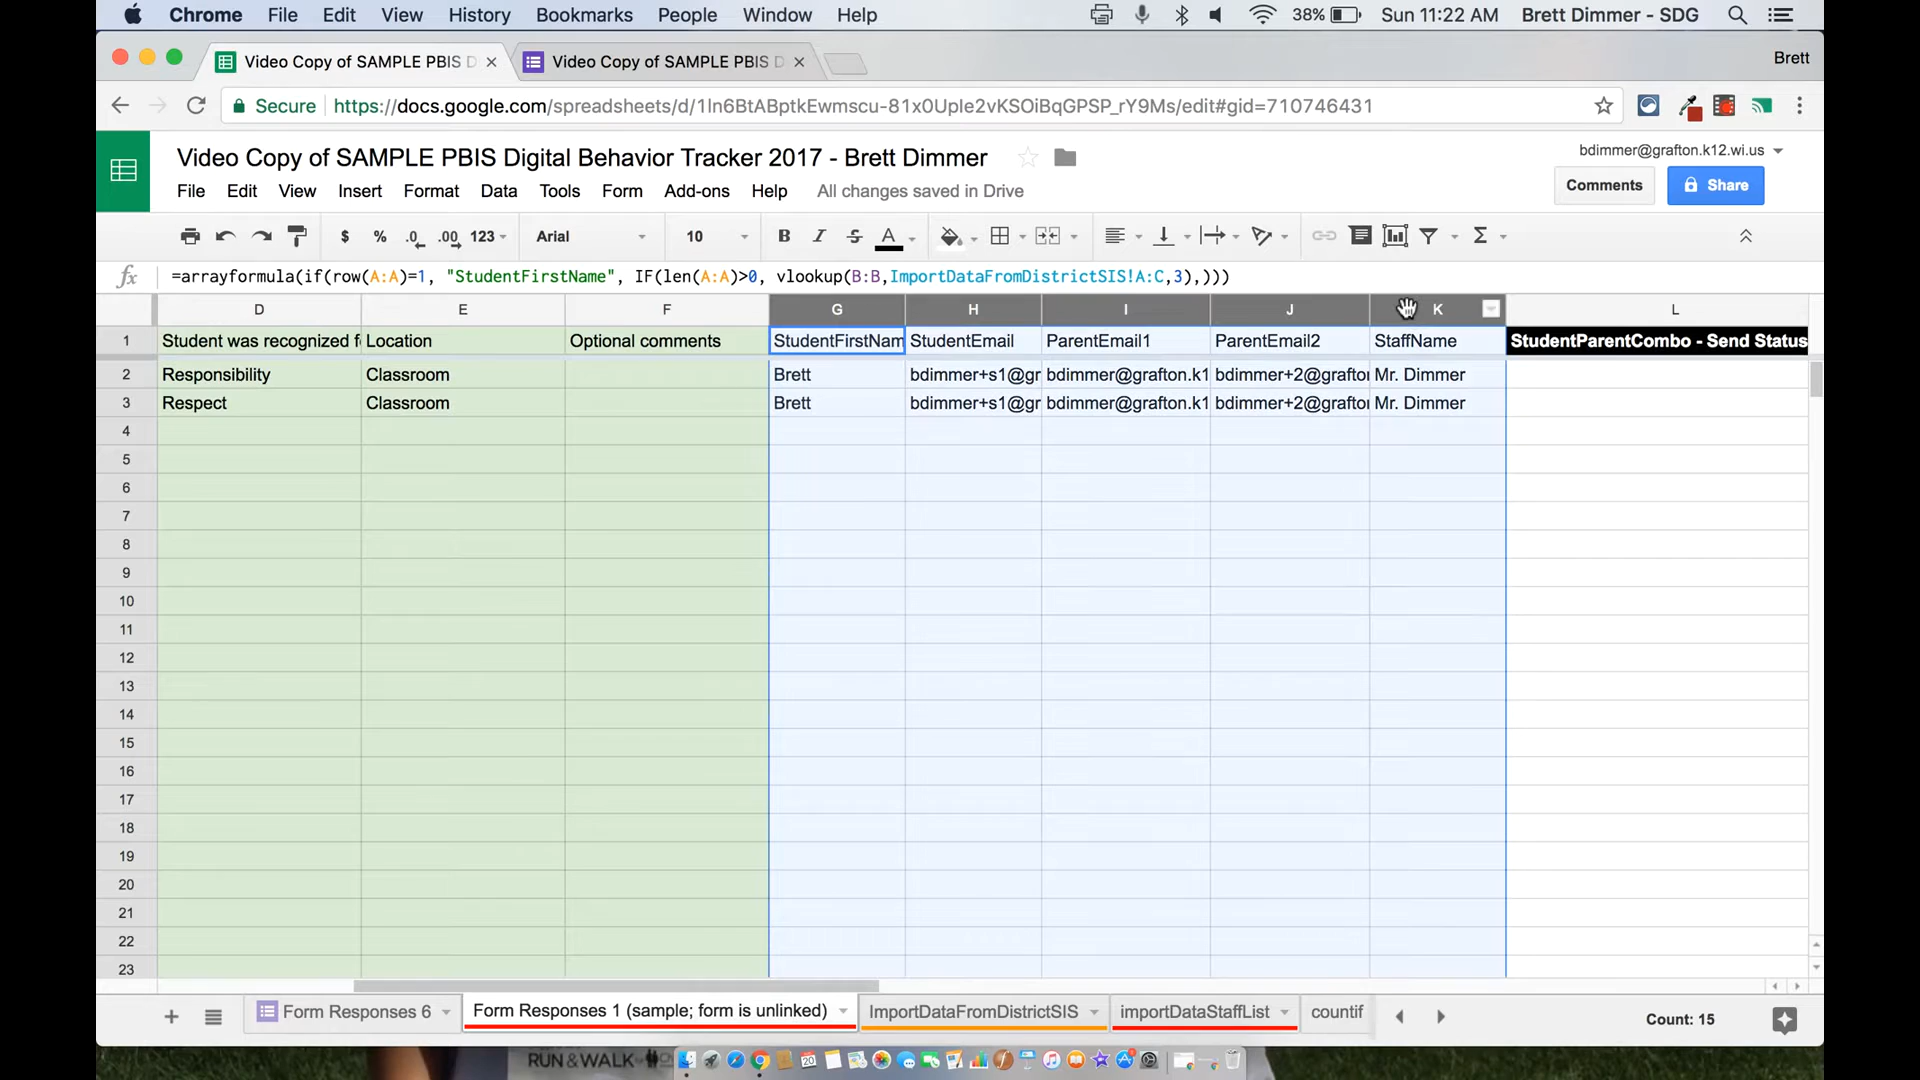 Chrome File Edit View History Bookmarks People Window Help 38% Sun 11:22 AM Brett Dimmer - SDG
Video Copy of SAMPLE PBIS D Video Copy of SAMPLE PBIS D Brett
Secure https://docs.google.com/spreadsheets/d/1ln6BtABptkEwmscu-81x0Uple2vKSOiBqGPSP_rY9Ms/edit#gid=710746431
Video Copy of SAMPLE PBIS Digital Behavior Tracker 2017 - Brett Dimmer
bdimmer@grafton.k12.wi.us
File Edit View Insert Format Data Tools Form Add-ons Help All changes saved in Drive
Comments Share
$ % .0 .00 123 Arial 10 B I S A Σ
fx =arrayformula(if(row(A:A)=1, "StudentFirstName", IF(len(A:A)>0, vlookup(B:B,ImportDataFromDistrictSIS!A:C,3),)))
D E F G H I J K L
1 Student was recognized f Location Optional comments StudentFirstNam StudentEmail ParentEmail1 ParentEmail2 StaffName StudentParentCombo - Send Status
2 Responsibility Classroom Brett bdimmer+s1@gr bdimmer@grafton.k1 bdimmer+2@grafto Mr. Dimmer
3 Respect Classroom Brett bdimmer+s1@gr bdimmer@grafton.k1 bdimmer+2@grafto Mr. Dimmer
4
5
6
7
8
9
10
11
12
13
14
15
16
17
18
19
20
21
22
23
Form Responses 6 Form Responses 1 (sample; form is unlinked) ImportDataFromDistrictSIS importDataStaffList countif Count: 15
RUN & WALK